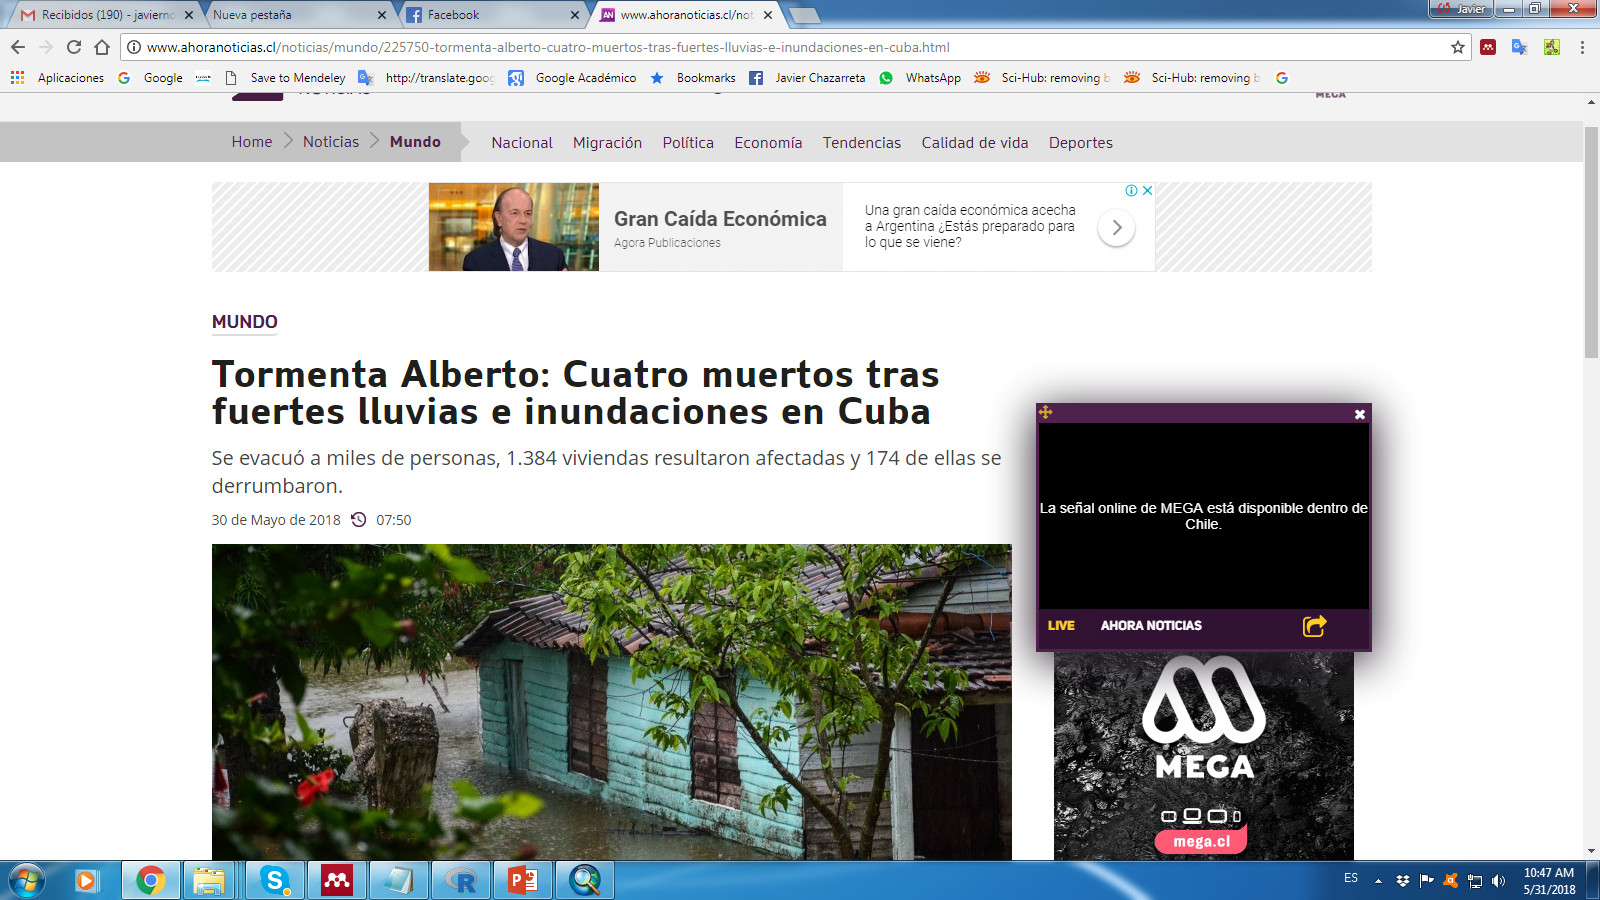 Recibidos (190) - javierno
Nueva pestaña
Facebook
www.ahoranoticias.cl/not
Javier
www.ahoranoticias.cl/noticias/mundo/225750-tormenta-alberto-cuatro-muertos-tras-fuertes-lluvias-e-inundaciones-en-cuba.html
Aplicaciones
Google
Save to Mendeley
http://translate.goog
Google Académico
Bookmarks
Javier Chazarreta
WhatsApp
Sci-Hub: removing b
Sci-Hub: removing b
MEGA
Home
Noticias
Mundo
Nacional
Migración
Política
Economía
Tendencias
Calidad de vida
Deportes
Gran Caída Económica
Agora Publicaciones
Una gran caída económica acecha
a Argentina ¿Estás preparado para
lo que se viene?
MUNDO
Tormenta Alberto: Cuatro muertos tras
fuertes lluvias e inundaciones en Cuba
Se evacuó a miles de personas, 1.384 viviendas resultaron afectadas y 174 de ellas se
derrumbaron.
30 de Mayo de 2018 07:50
La señal online de MEGA está disponible dentro de
Chile.
LIVE
AHORA NOTICIAS
MEGA
mega.cl
ES
10:47 AM
5/31/2018